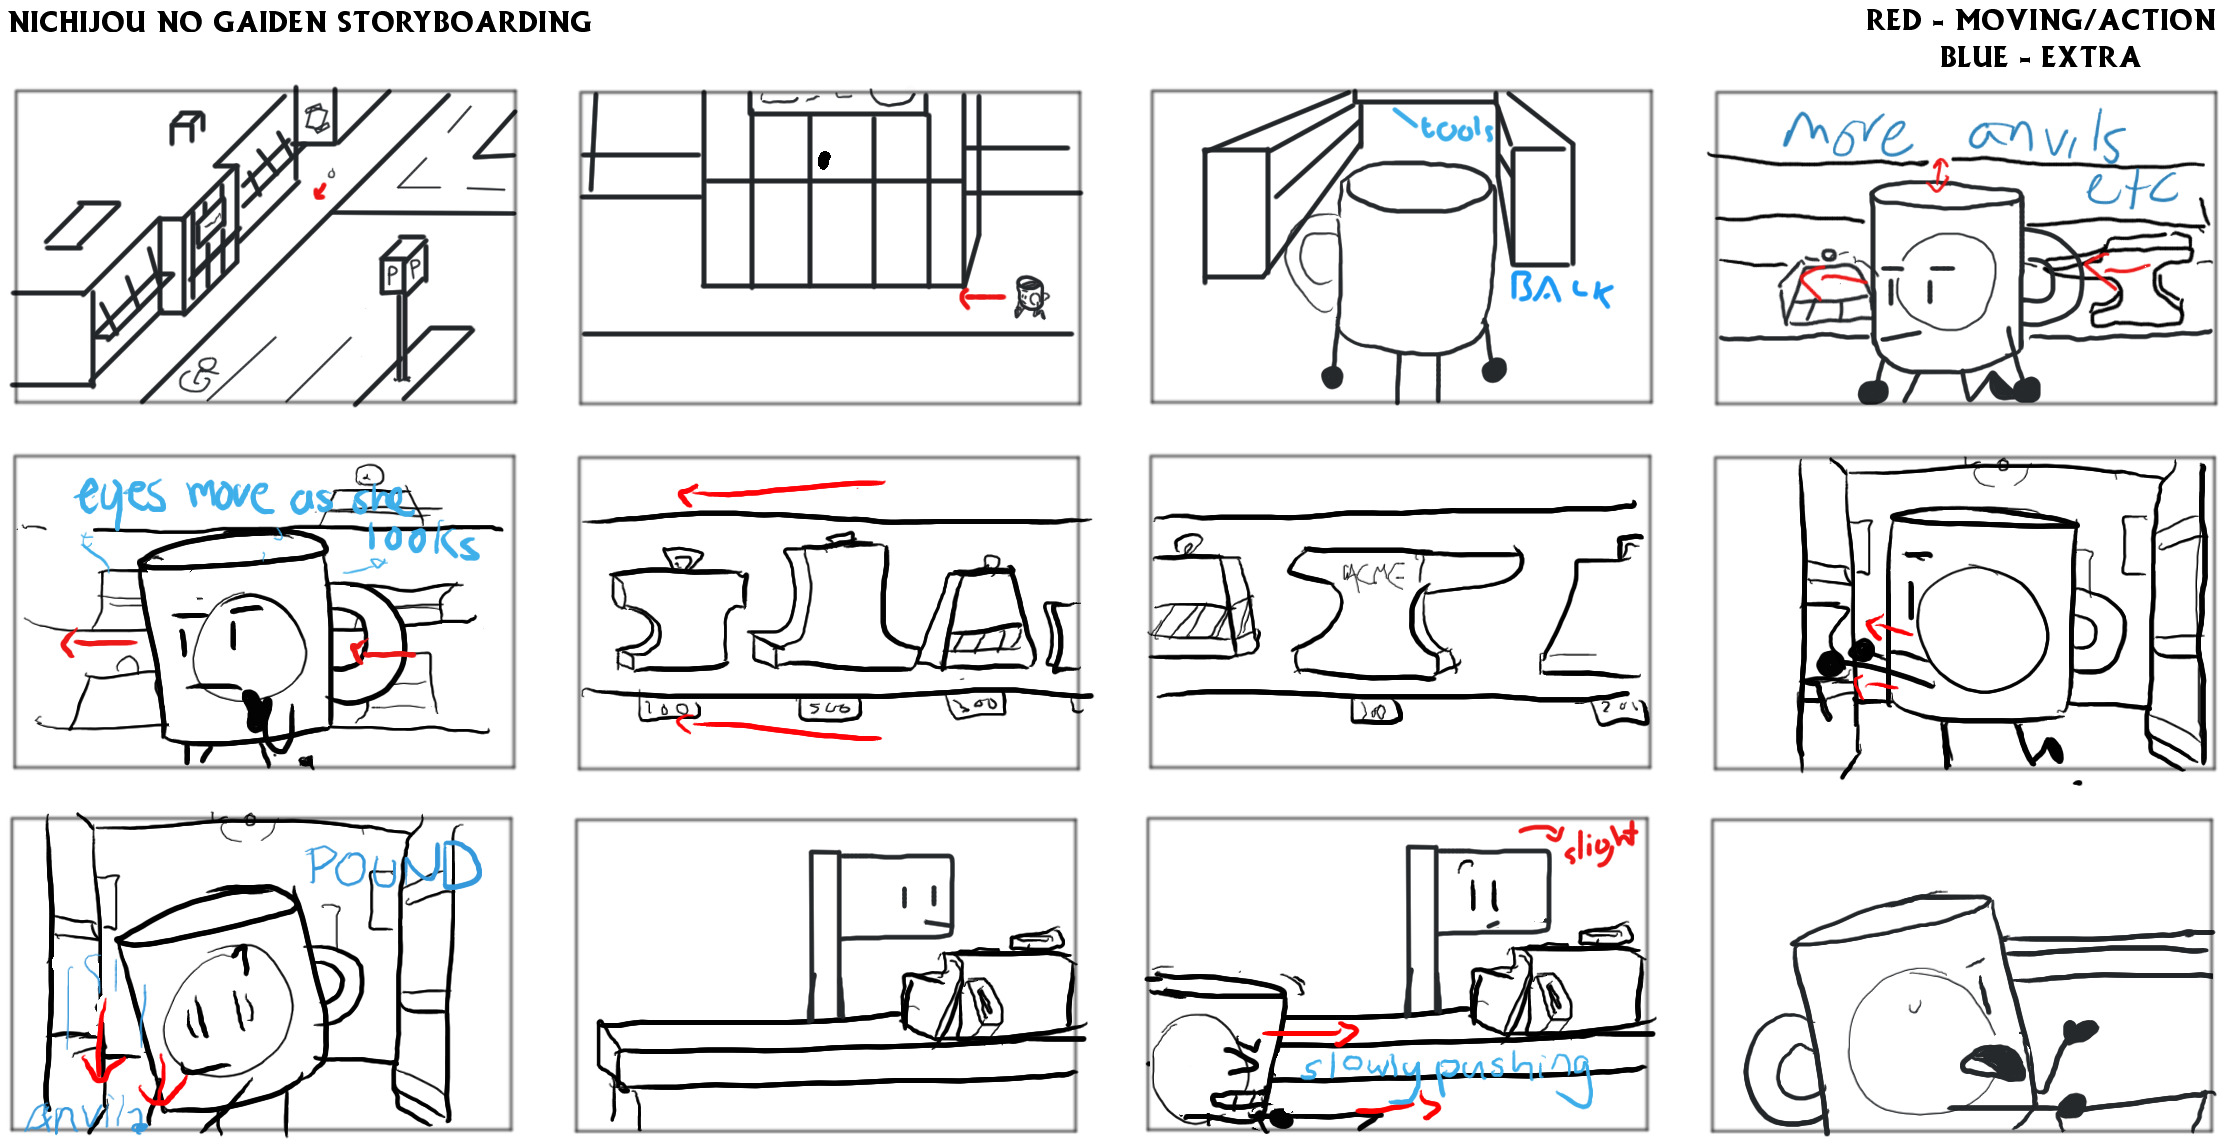 NICHIJOU NO GAIDEN STORYBOARDING
RED - MOVING/ACTION
BLUE - EXTRA
P P
tools
BACK
more anvils
etc
eyes move as she
looks
100
500
300
ACME
100
200
POUND
anvil
slight
slowly pushing